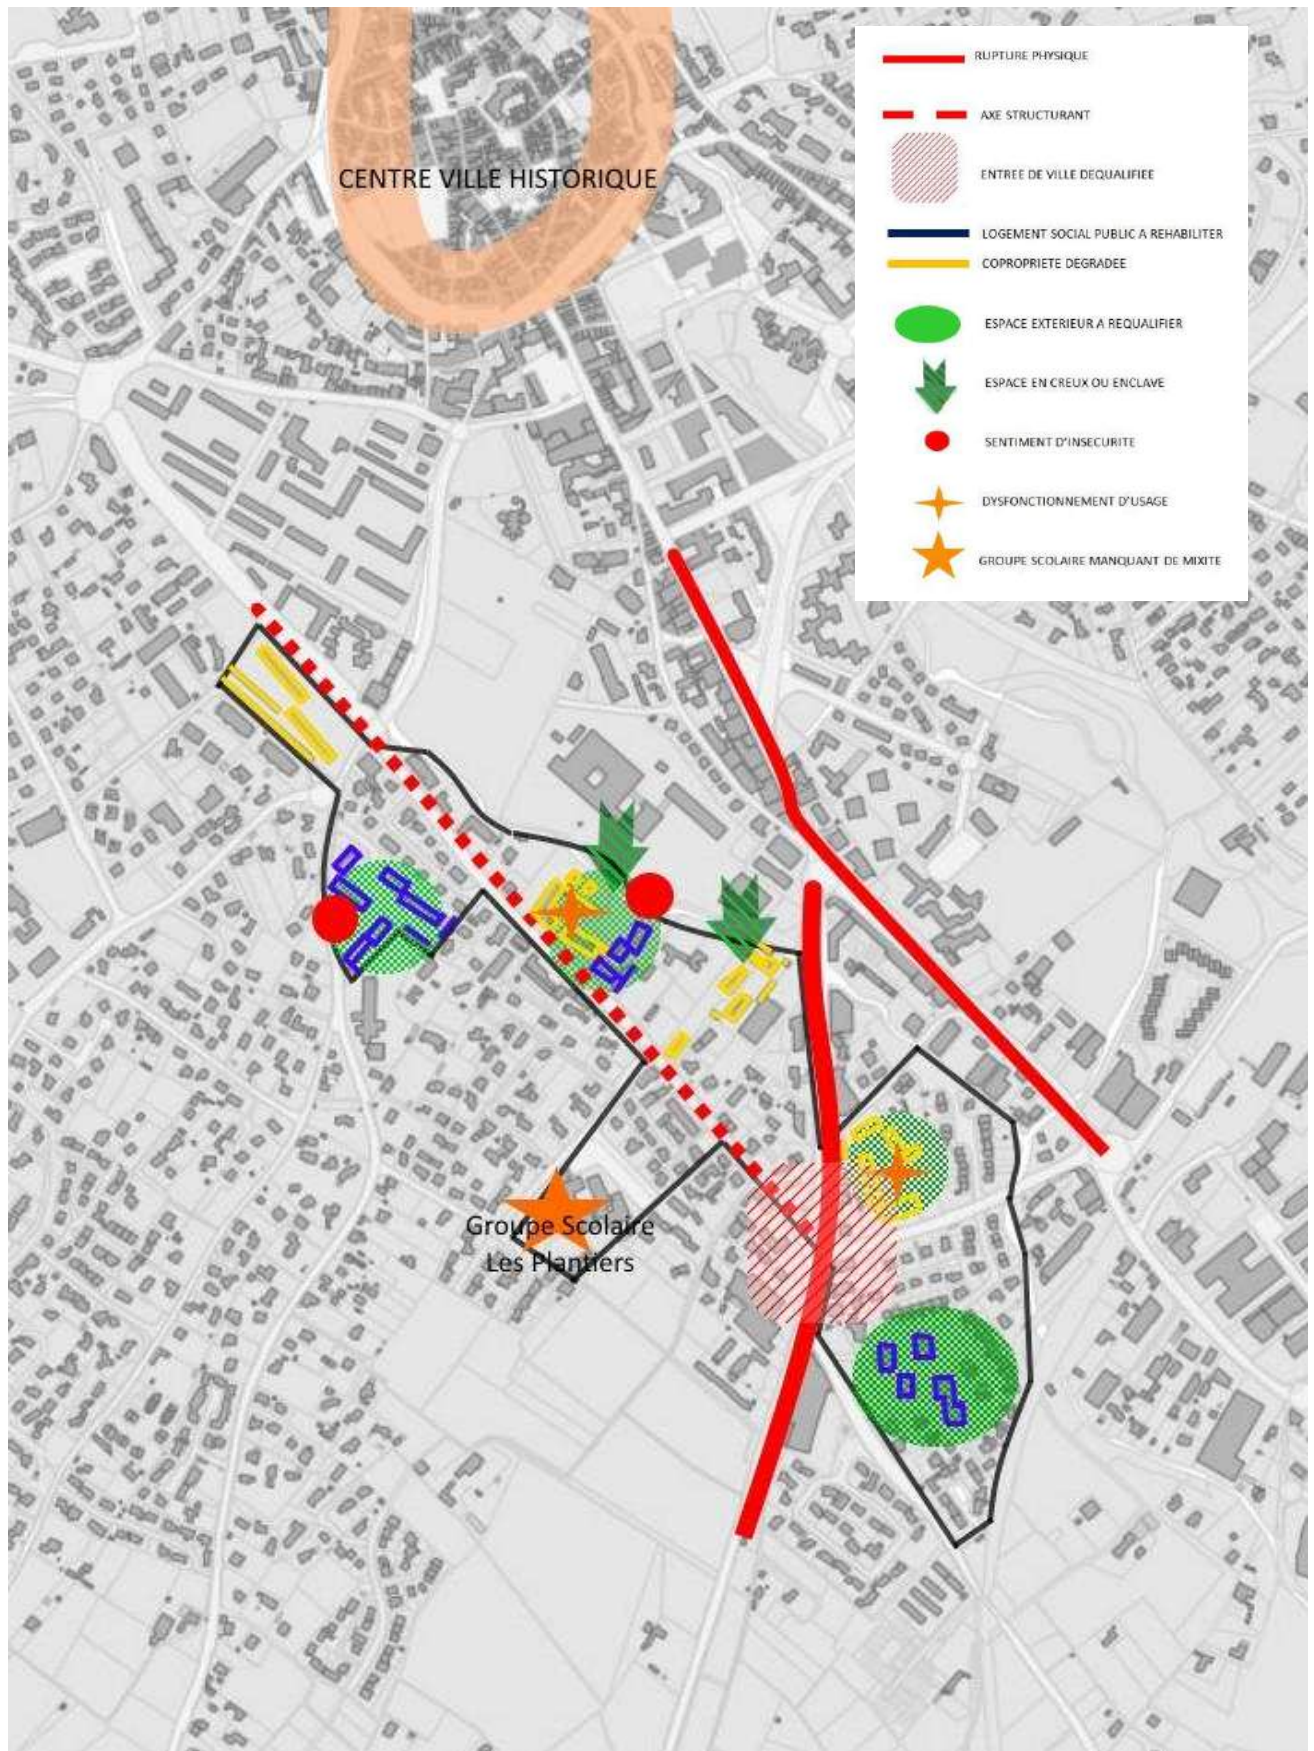 CENTRE VILLE HISTORIQUE
RUPTURE PHYSIQUE
AXE STRUCTURANT
ENTREE DE VILLE DEQUALIFIEE
LOGEMENT SOCIAL PUBLIC A REHABILITER
COPROPRIETE DEGRADEE
ESPACE EXTERIEUR A REQUALIFIER
ESPACE EN CREUX OU ENCLAVE
SENTIMENT D'INSECURITE
DYSFONCTIONNEMENT D'USAGE
GROUPE SCOLAIRE MANQUANT DE MIXITE
Groupe Scolaire
Les Plantiers